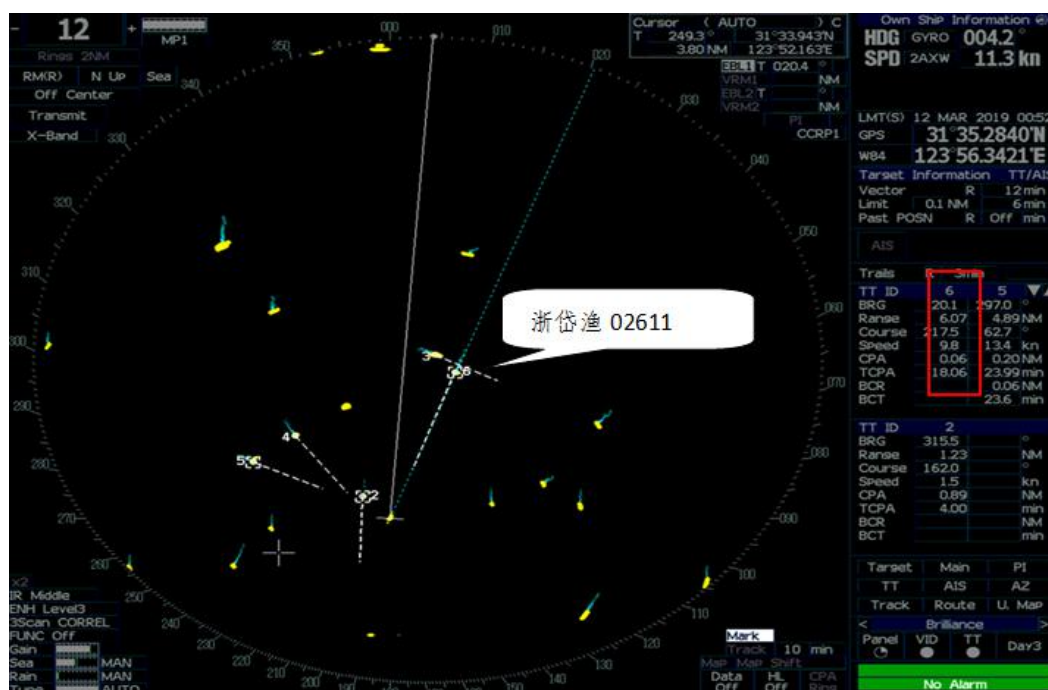 - 12 +
Rings 2NM
MP1
RM(R) N Up Sea
Off Center
Transmit
X-Band
Cursor ( AUTO ) C
T 249.3° 31°33.943'N
3.80 NM 123°52.163'E
EBL1 T 020.4 °
VRM1 NM
EBL2 T °
VRM2 NM
PI
CCRP1
350 000 010 020
340 030
330 040
320 050
310 060
300 070
290 080
280 090
270 100
260 110
250 120
240 130
230 140
220 150
210
200
浙岱渔 02611
3 6
4
5
2
Own Ship Information
HDG GYRO 004.2 °
SPD 2AXW 11.3 kn
LMT(S) 12 MAR 2019 00:52
GPS 31°35.2840'N
W84 123°56.3421'E
Target Information TT/AIS
Vector R 12 min
Limit 0.1 NM 6 min
Past POSN R Off min
AIS
Trails R 3min
TT ID 6 5
BRG 20.1 297.0 °
Range 6.07 4.89 NM
Course 217.5 62.7 °
Speed 9.8 13.4 kn
CPA 0.06 0.20 NM
TCPA 18.06 23.99 min
BCR 0.06 NM
BCT 23.6 min
TT ID 2
BRG 315.5 °
Range 1.23 NM
Course 162.0 °
Speed 1.5 kn
CPA 0.89 NM
TCPA 4.00 min
BCR NM
BCT min
Target Main PI
TT AIS AZ
Track Route U. Map
< Brilliance >
Panel VID TT Day3
No Alarm
x2
IR Middle
ENH Level3
3Scan CORREL
FUNC Off
Gain
Sea MAN
Rain MAN
Tune AUTO
Mark
Track 10 min
Map Map Shift
Data HL CPA
Off Off Ring